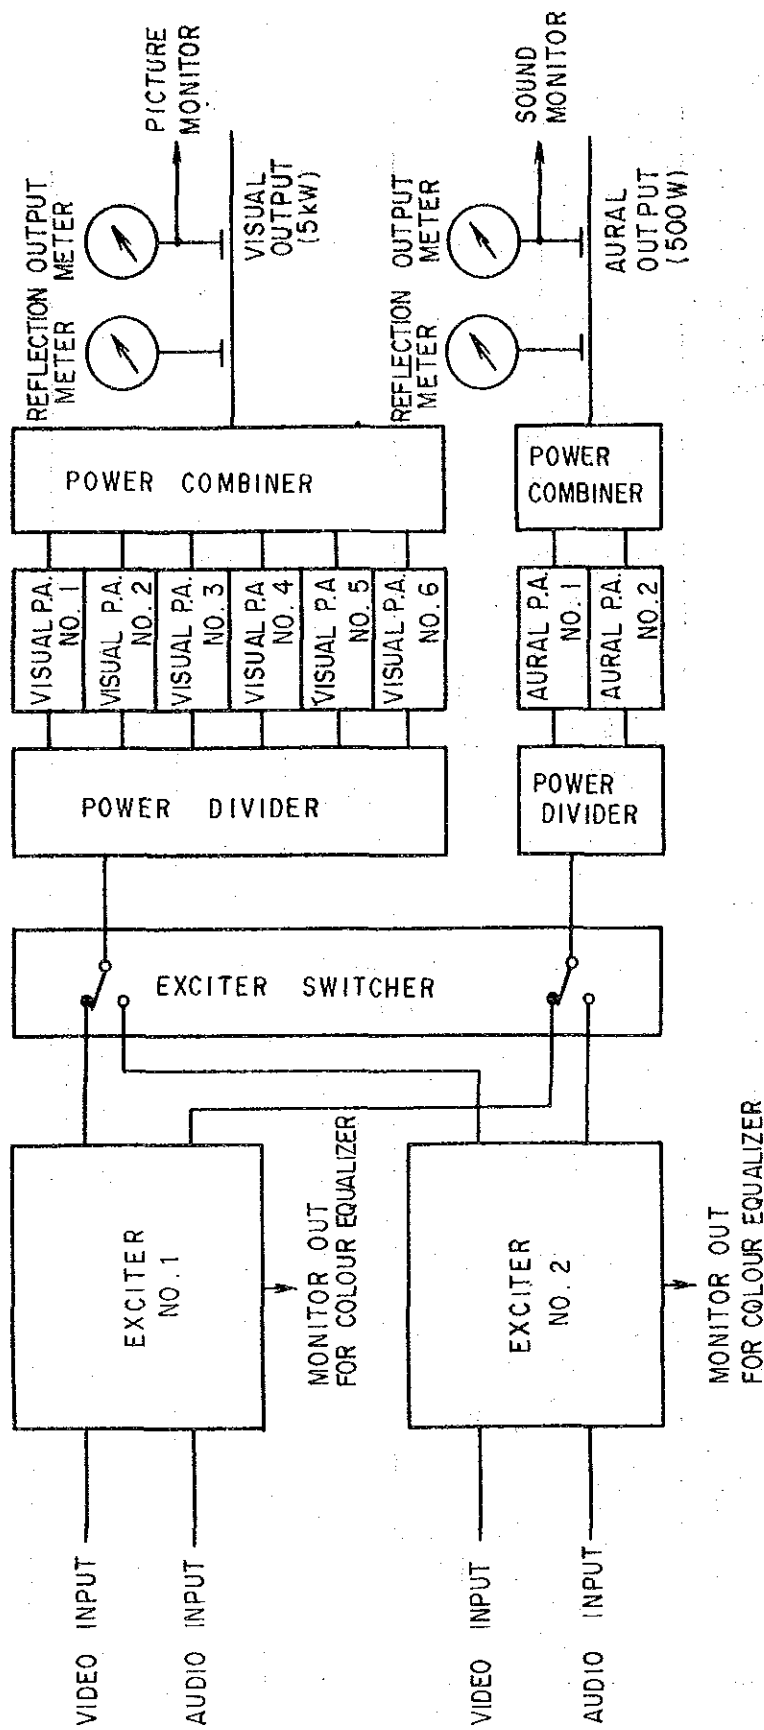 VIDEO INPUT
AUDIO INPUT
VIDEO INPUT
AUDIO INPUT
EXCITER
NO. 1
MONITOR OUT
FOR COLOUR EQUALIZER
EXCITER
NO. 2
MONITOR OUT
FOR COLOUR EQUALIZER
EXCITER SWITCHER
POWER DIVIDER
POWER
DIVIDER
VISUAL P.A.
NO. 1
VISUAL P.A.
NO. 2
VISUAL P.A.
NO. 3
VISUAL P.A.
NO. 4
VISUAL P.A
NO. 5
VISUAL P.A.
NO. 6
AURAL P.A.
NO. 1
AURAL P.A.
NO. 2
POWER COMBINER
POWER
COMBINER
REFLECTION
METER
OUTPUT
METER
PICTURE
MONITOR
VISUAL
OUTPUT
(5kW)
REFLECTION
METER
OUTPUT
METER
SOUND
MONITOR
AURAL
OUTPUT
(500W)